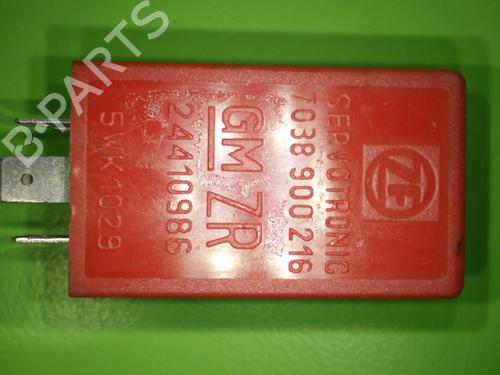 ZF
SERVOTRONIC
7038 900 216
GM ZR
24410986
5WK1029
B-PARTS